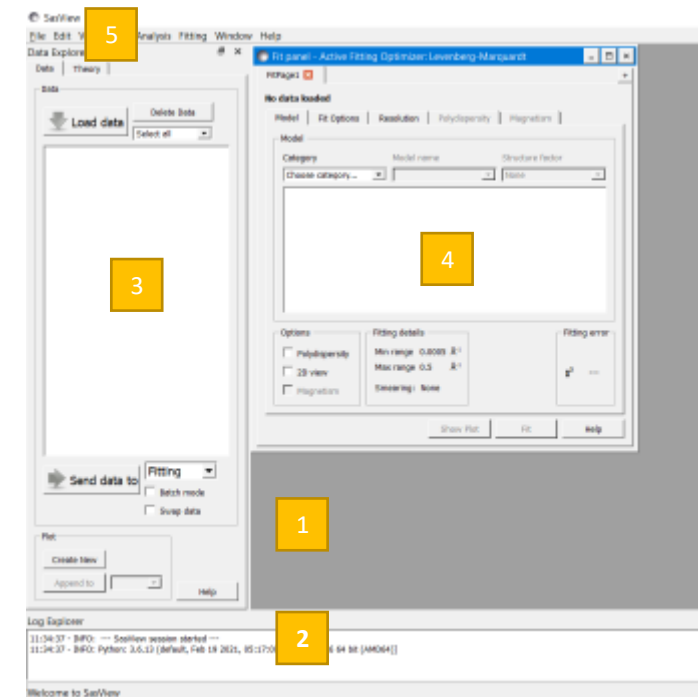 SasView
5
File Edit V Analysis Fitting Window Help
Data Explorer
Data Theory
Data
Load data
Delete Data
Select all
3
Send data to
Fitting
Batch mode
Swap data
Plot
Create New
Append to
Help
Fit panel - Active Fitting Optimizer: Levenberg-Marquardt
FitPage1
No data loaded
Model Fit Options Resolution Polydispersity Magnetism
Model
Category Model name Structure factor
Choose category... None
4
Options
Polydispersity
2D view
Magnetism
Fitting details
Min range 0.0005 Å⁻¹
Max range 0.5 Å⁻¹
Smearing: None
Fitting error
χ² ---
Show Plot Fit Help
1
Log Explorer
11:34:37 - INFO: --- SasView session started ---
11:34:37 - INFO: Python: 3.6.13 (default, Feb 19 2021, 05:17:0 6 64 bit (AMD64)]
2
Welcome to SasView